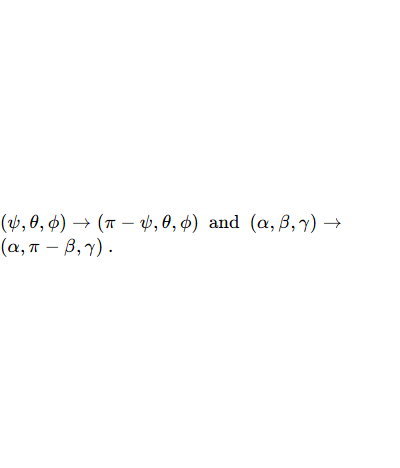 (ψ, θ, ϕ) → (π − ψ, θ, ϕ) and (α, β, γ) →
(α, π − β, γ) .